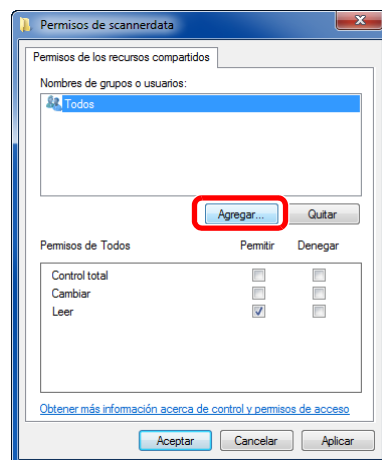 Permisos de scannerdata
Permisos de los recursos compartidos
Nombres de grupos o usuarios:
Todos
Agregar... Quitar
Permisos de Todos Permitir Denegar
Control total
Cambiar
Leer
Obtener más información acerca de control y permisos de acceso
Aceptar Cancelar Aplicar